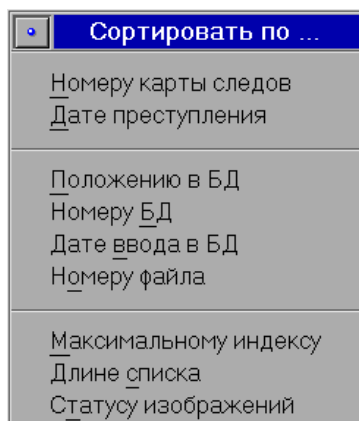 Сортировать по ...
Номеру карты следов
Дате преступления
Положению в БД
Номеру БД
Дате ввода в БД
Номеру файла
Максимальному индексу
Длине списка
Статусу изображений